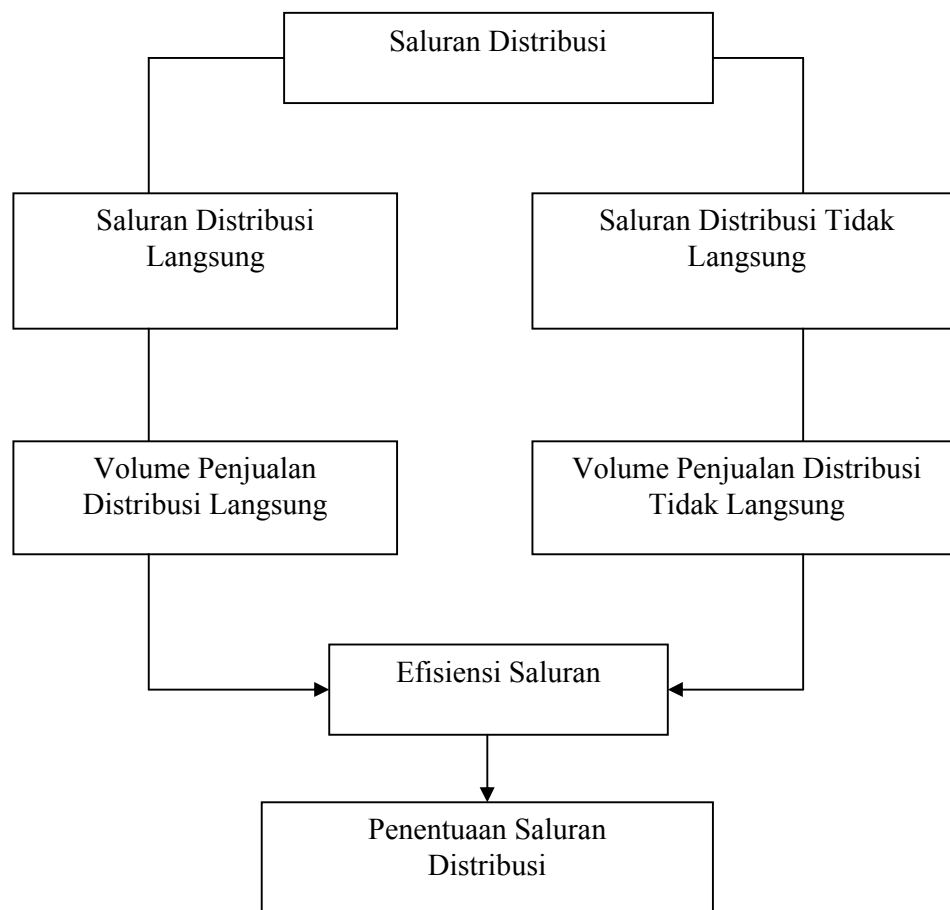 Saluran Distribusi
Saluran Distribusi
Langsung
Saluran Distribusi Tidak
Langsung
Volume Penjualan
Distribusi Langsung
Volume Penjualan Distribusi
Tidak Langsung
Efisiensi Saluran
Penentuaan Saluran
Distribusi